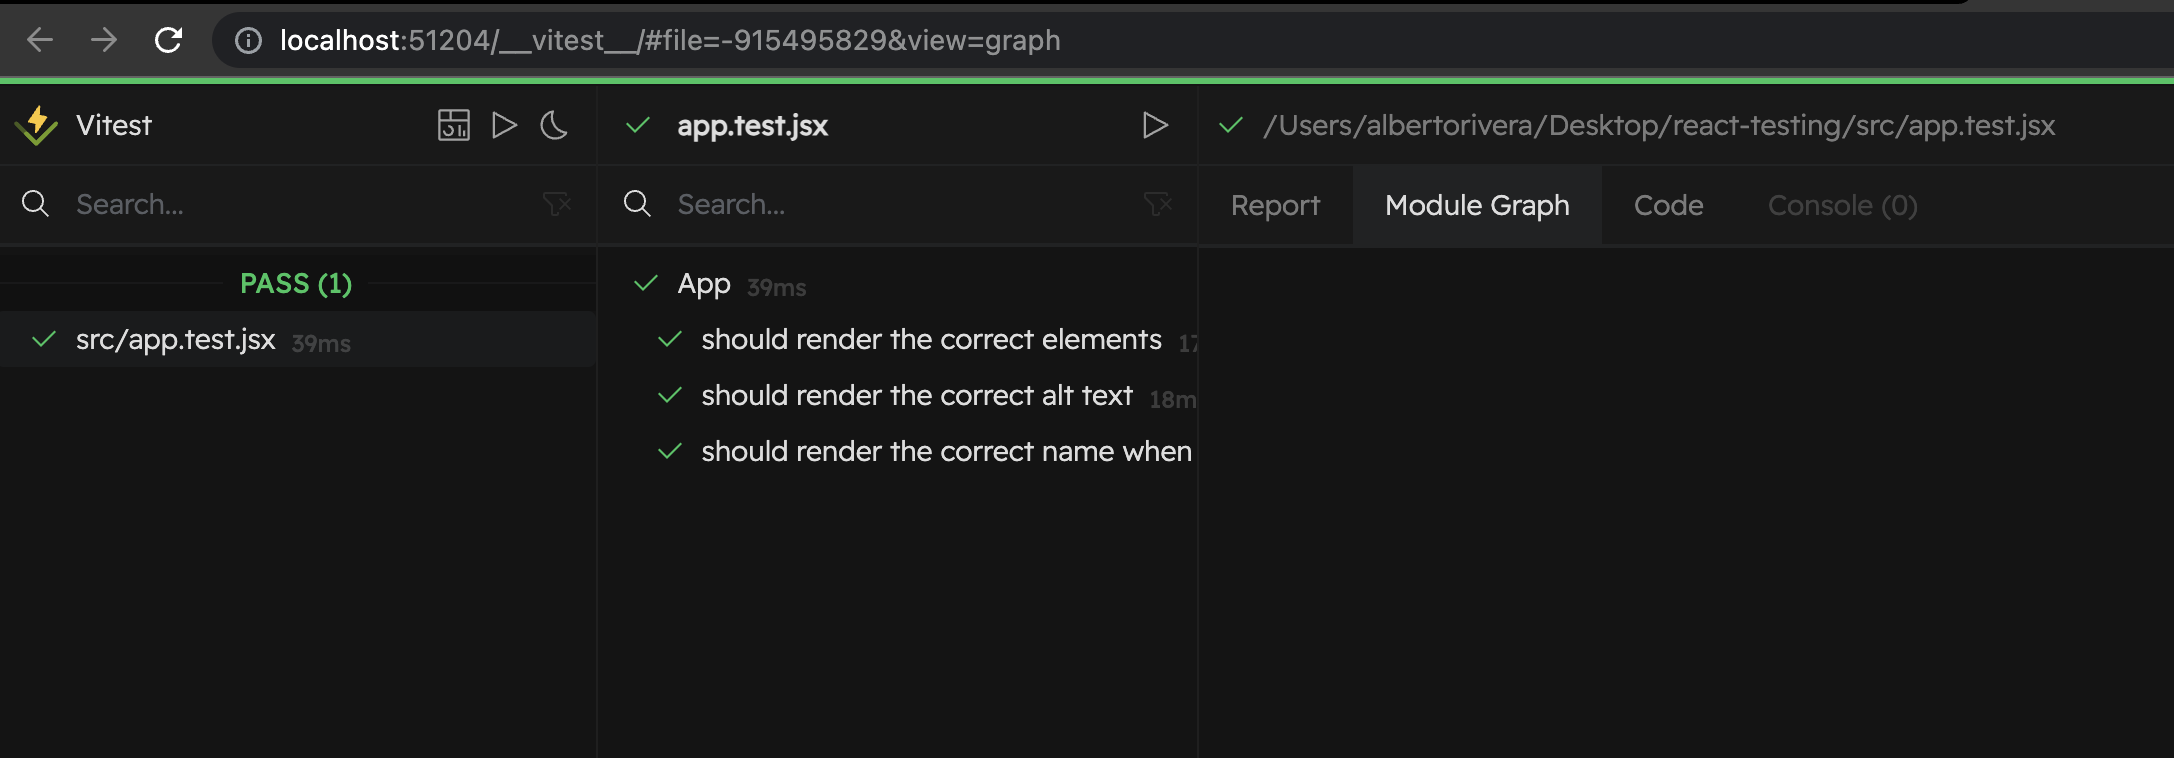 localhost:51204/__vitest__/#file=-915495829&view=graph
Vitest
app.test.jsx
/Users/albertorivera/Desktop/react-testing/src/app.test.jsx
Search...
Search...
Report
Module Graph
Code
Console (0)
PASS (1)
src/app.test.jsx 39ms
App 39ms
should render the correct elements 17
should render the correct alt text 18m
should render the correct name when